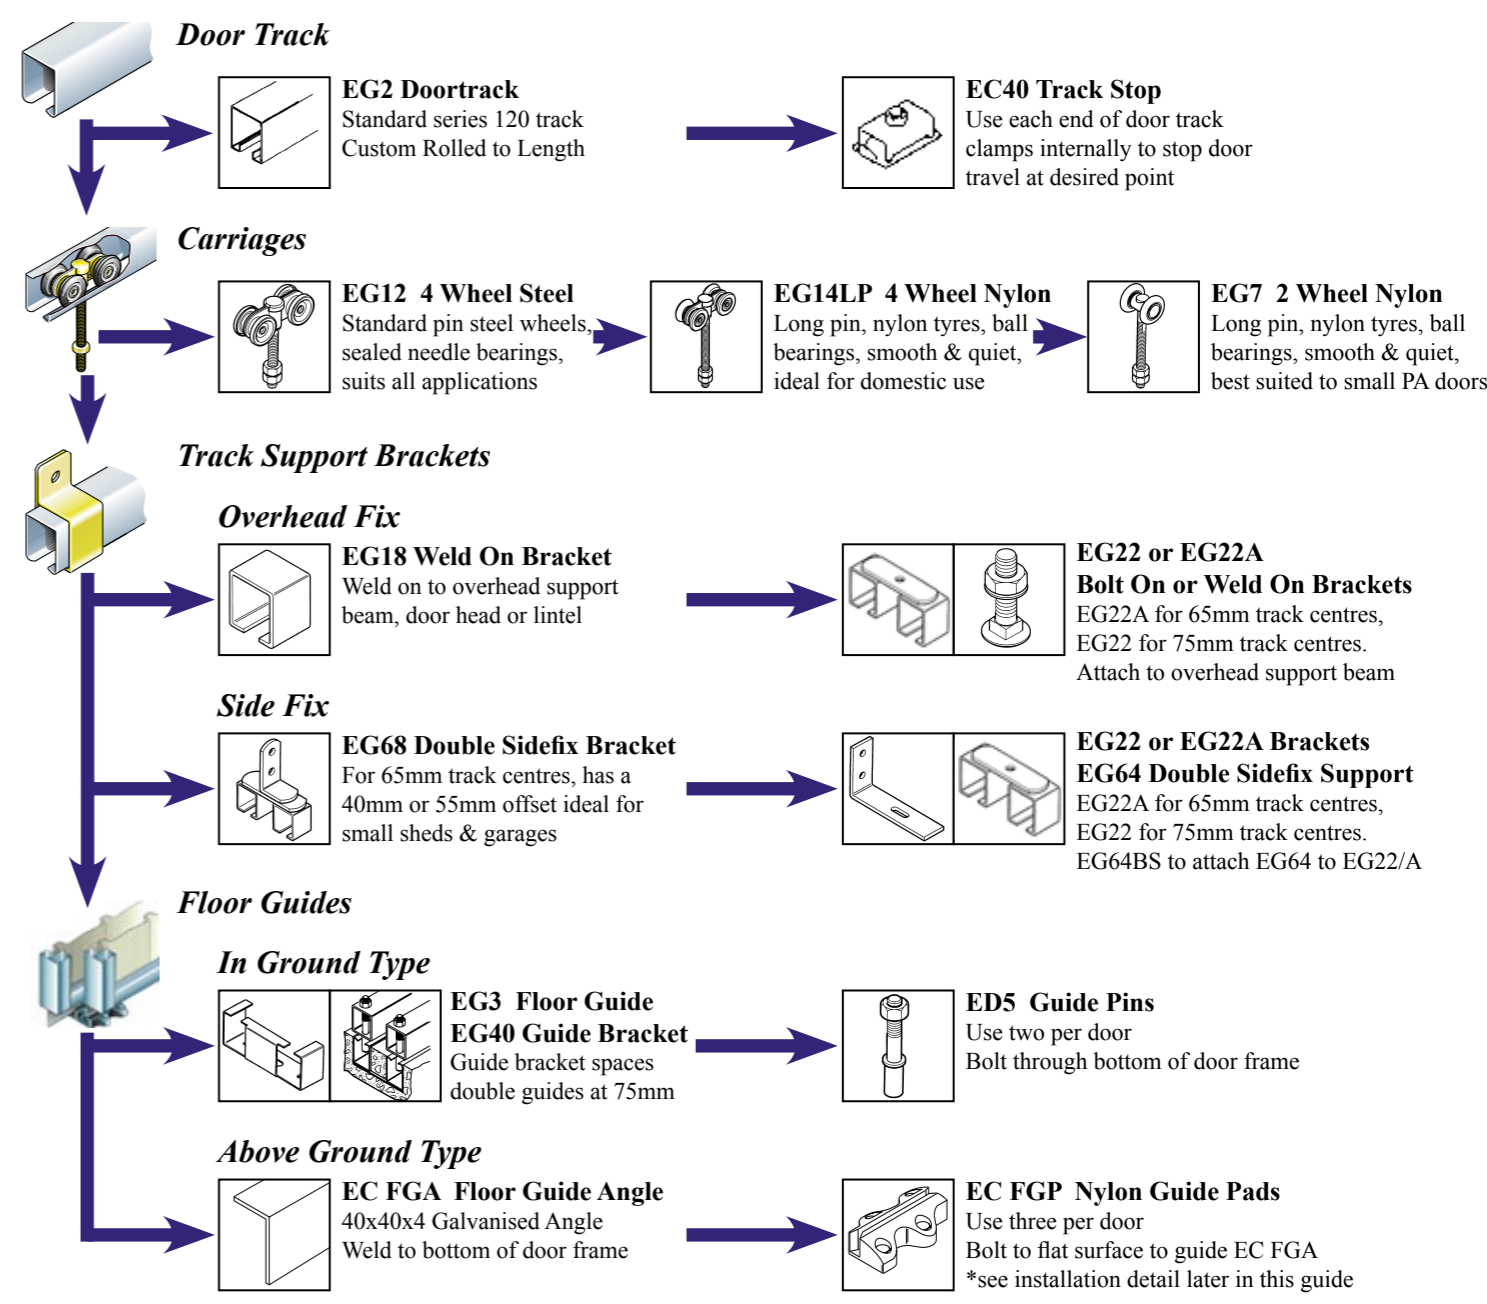 Door Track
EG2 Doortrack
Standard series 120 track
Custom Rolled to Length
EC40 Track Stop
Use each end of door track
clamps internally to stop door
travel at desired point
Carriages
EG12  4 Wheel Steel
Standard pin steel wheels,
sealed needle bearings,
suits all applications
EG14LP  4 Wheel Nylon
Long pin, nylon tyres, ball
bearings, smooth & quiet,
ideal for domestic use
EG7  2 Wheel Nylon
Long pin, nylon tyres, ball
bearings, smooth & quiet,
best suited to small PA doors
Track Support Brackets
Overhead Fix
EG18 Weld On Bracket
Weld on to overhead support
beam, door head or lintel
EG22 or EG22A
Bolt On or Weld On Brackets
EG22A for 65mm track centres,
EG22 for 75mm track centres.
Attach to overhead support beam
Side Fix
EG68 Double Sidefix Bracket
For 65mm track centres, has a
40mm or 55mm offset ideal for
small sheds & garages
EG22 or EG22A Brackets
EG64 Double Sidefix Support
EG22A for 65mm track centres,
EG22 for 75mm track centres.
EG64BS to attach EG64 to EG22/A
Floor Guides
In Ground Type
EG3  Floor Guide
EG40 Guide Bracket
Guide bracket spaces
double guides at 75mm
ED5  Guide Pins
Use two per door
Bolt through bottom of door frame
Above Ground Type
EC FGA  Floor Guide Angle
40x40x4 Galvanised Angle
Weld to bottom of door frame
EC FGP  Nylon Guide Pads
Use three per door
Bolt to flat surface to guide EC FGA
*see installation detail later in this guide